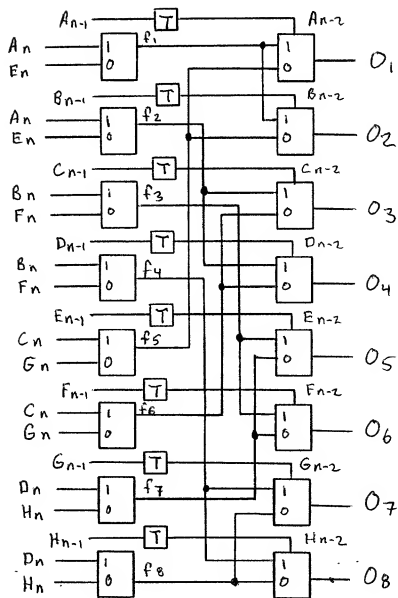 An-1 T An-2
An 1 f1 1
En 0 0 O1
Bn-1 T Bn-2
An 1 f2 1
En 0 0 O2
Cn-1 T Cn-2
Bn 1 f3 1
Fn 0 0 O3
Dn-1 T Dn-2
Bn 1 f4 1
Fn 0 0 O4
En-1 T En-2
Cn 1 f5 1
Gn 0 0 O5
Fn-1 T Fn-2
Cn 1 f6 1
Gn 0 0 O6
Gn-1 T Gn-2
Dn 1 f7 1
Hn 0 0 O7
Hn-1 T Hn-2
Dn 1 f8 1
Hn 0 0 O8